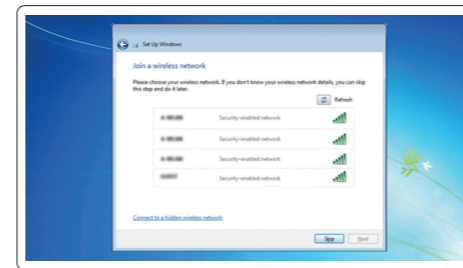 Set Up Windows
Join a wireless network
Please choose your wireless network. If you don't know your wireless network details, you can skip
this step and do it later.
Refresh
Security-enabled network
Security-enabled network
Security-enabled network
Security-enabled network
Connect to a hidden wireless network
Skip Next